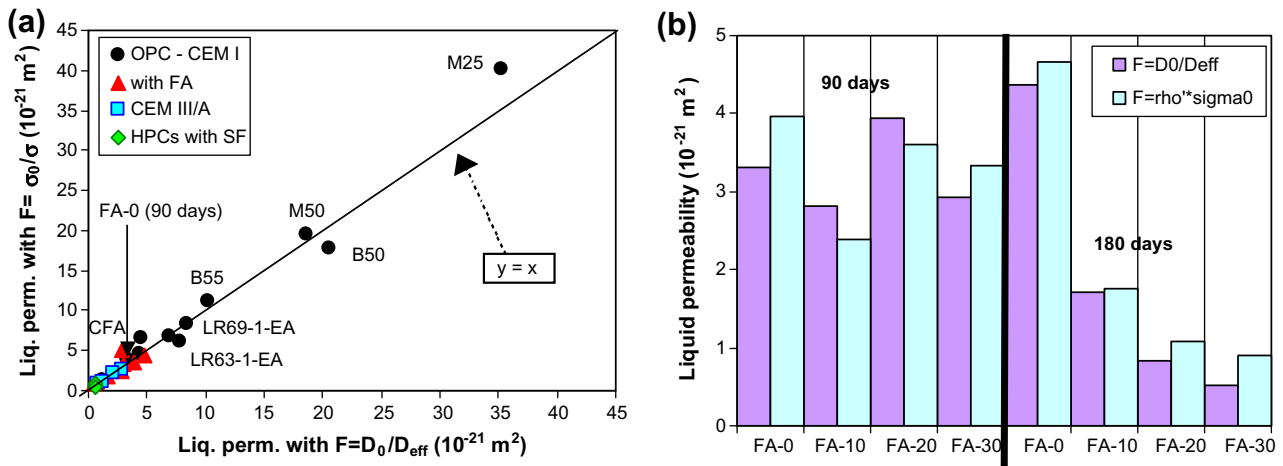 (a)
Liq. perm. with F= σ0/σ (10-21 m2)
45
40
35
30
25
20
15
10
5
0
OPC - CEM I
with FA
CEM III/A
HPCs with SF
M25
FA-0 (90 days)
M50
B50
y = x
B55
CFA
LR69-1-EA
LR63-1-EA
0 5 10 15 20 25 30 35 40 45
Liq. perm. with F=D0/Deff (10-21 m2)
(b)
Liquid permeability (10-21 m2)
5
4
3
2
1
0
F=D0/Deff
F=rho'*sigma0
90 days
180 days
FA-0 FA-10 FA-20 FA-30 FA-0 FA-10 FA-20 FA-30